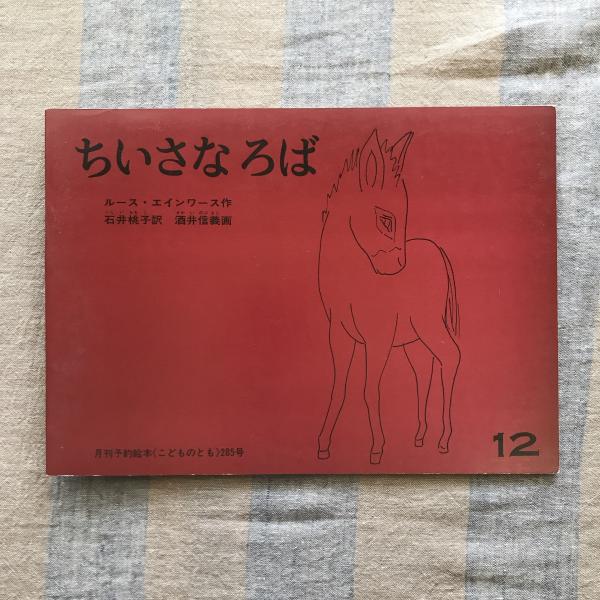 ちいさな ろば
ルース・エインワース作
石井桃子訳 酒井信義画
月刊予約絵本〈こどものとも〉285号
12